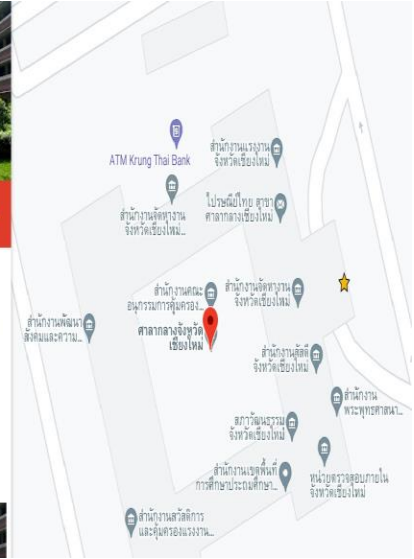 ATM Krung Thai Bank
สำนักงานแรงงาน
จังหวัดเชียงใหม่
สำนักงานจัดหางาน
จังหวัดเชียงใหม่...
ไปรษณีย์ไทย สาขา
ศาลากลางเชียงใหม่
สำนักงานคณะ
อนุกรรมการคุ้มครอง...
สำนักงานจัดหางาน
จังหวัดเชียงใหม่
สำนักงานพัฒนา
สังคมและความ...
ศาลากลางจังหวัด
เชียงใหม่
สำนักงานสัสดี
จังหวัดเชียงใหม่
สำนักงาน
พระพุทธศาสนา...
สภาวัฒนธรรม
จังหวัดเชียงใหม่
สำนักงานเขตพื้นที่
การศึกษาประถมศึกษา...
หน่วยตรวจสอบภายใน
จังหวัดเชียงใหม่
สำนักงานสวัสดิการ
และคุ้มครองแรงงาน...